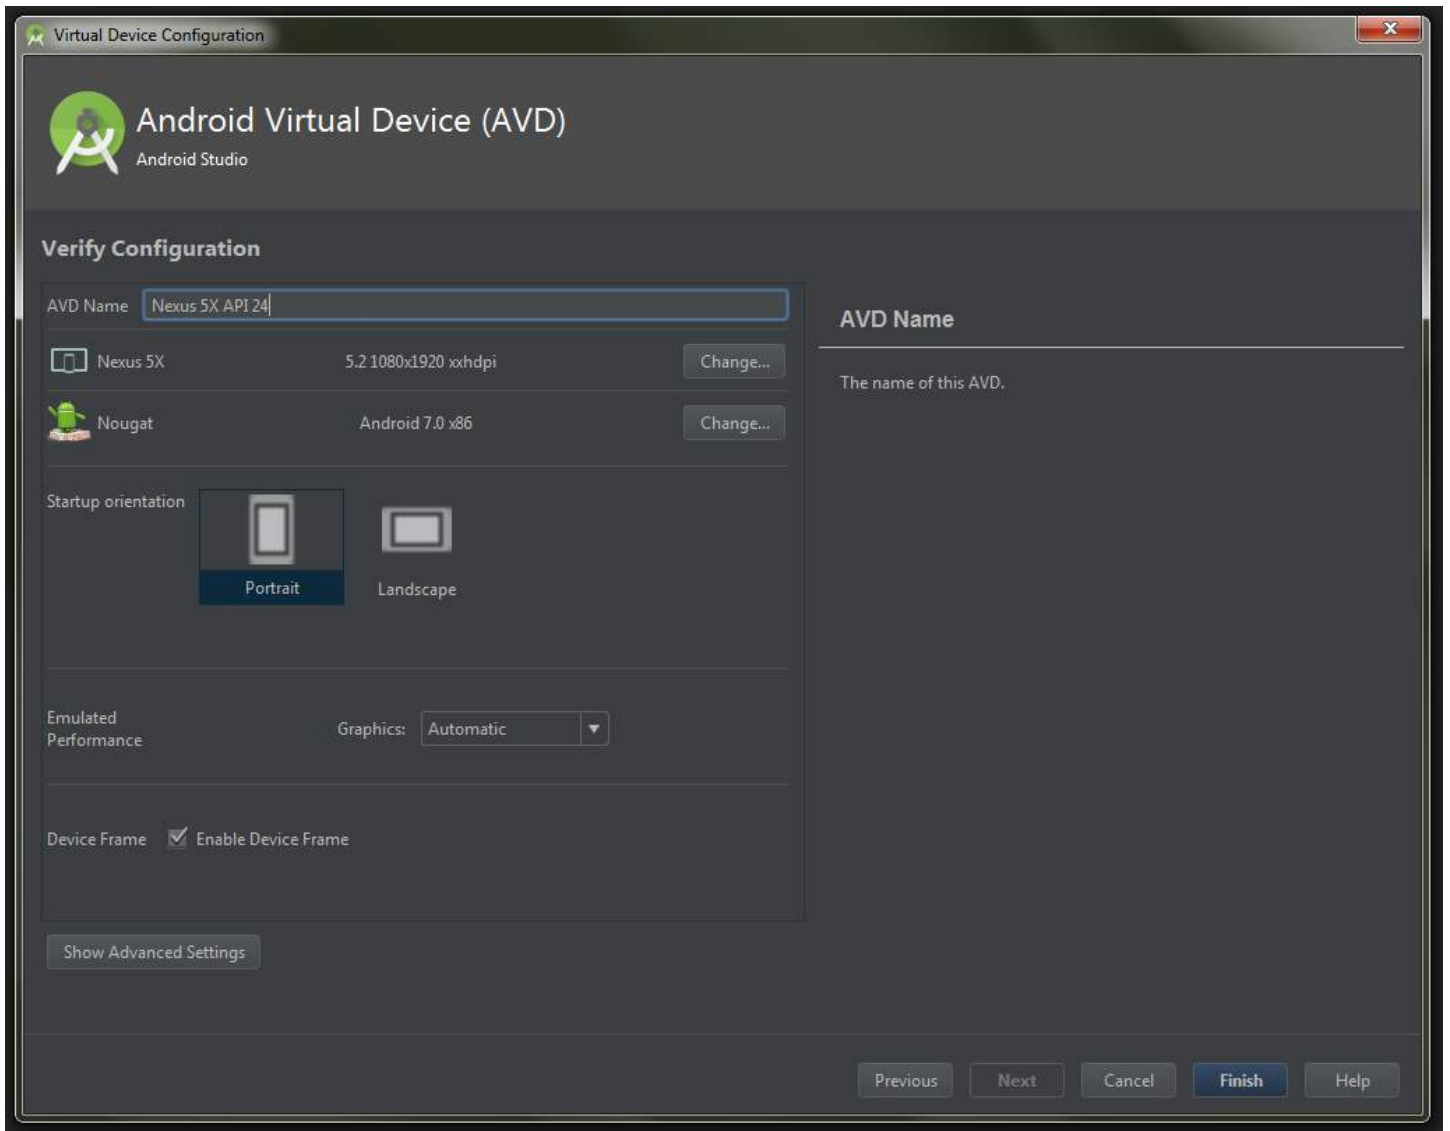 Virtual Device Configuration
Android Virtual Device (AVD)
Android Studio
Verify Configuration
AVD Name Nexus 5X API 24
Nexus 5X 5.2 1080x1920 xxhdpi Change...
Nougat Android 7.0 x86 Change...
Startup orientation
Portrait
Landscape
Emulated
Performance
Graphics: Automatic
Device Frame Enable Device Frame
Show Advanced Settings
AVD Name
The name of this AVD.
Previous Next Cancel Finish Help